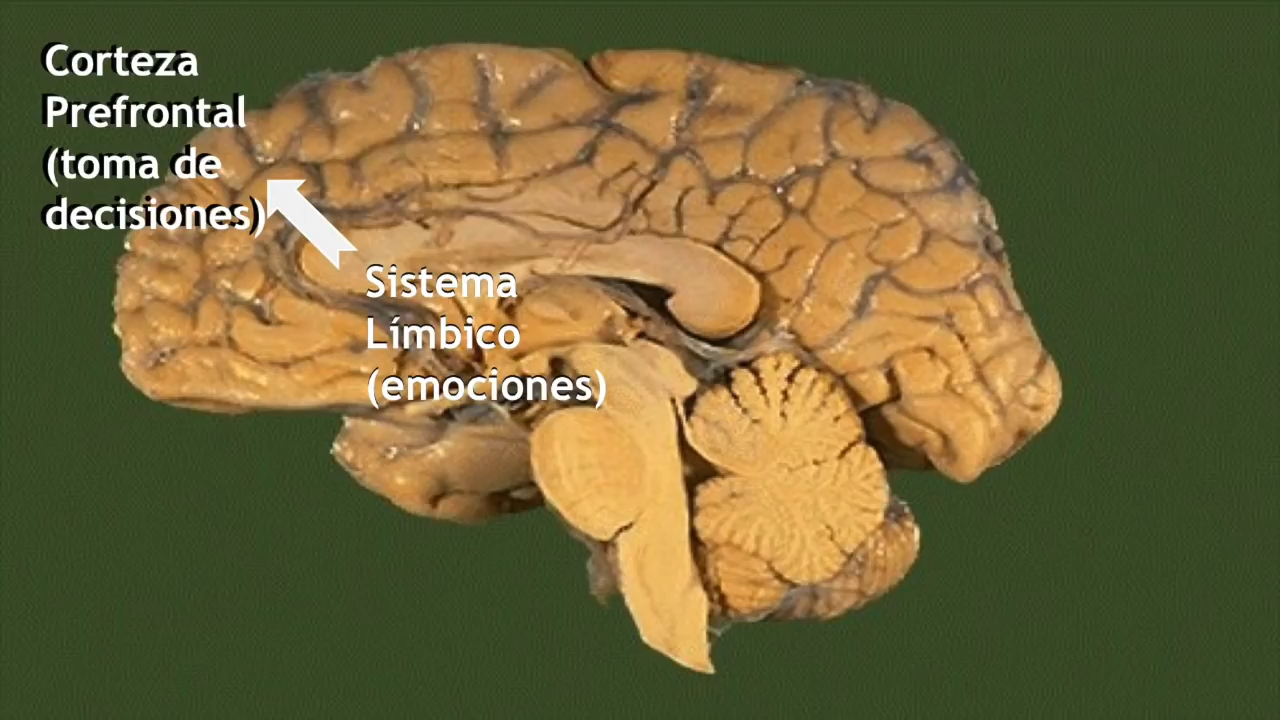 Corteza
Prefrontal
(toma de
decisiones)
Sistema
Límbico
(emociones)